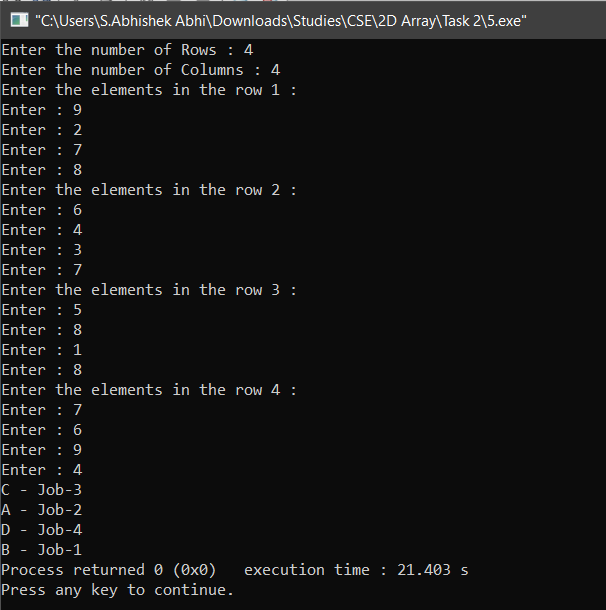 "C:\Users\S.Abhishek Abhi\Downloads\Studies\CSE\2D Array\Task 2\5.exe"
Enter the number of Rows : 4
Enter the number of Columns : 4
Enter the elements in the row 1 :
Enter : 9
Enter : 2
Enter : 7
Enter : 8
Enter the elements in the row 2 :
Enter : 6
Enter : 4
Enter : 3
Enter : 7
Enter the elements in the row 3 :
Enter : 5
Enter : 8
Enter : 1
Enter : 8
Enter the elements in the row 4 :
Enter : 7
Enter : 6
Enter : 9
Enter : 4
C - Job-3
A - Job-2
D - Job-4
B - Job-1
Process returned 0 (0x0)   execution time : 21.403 s
Press any key to continue.